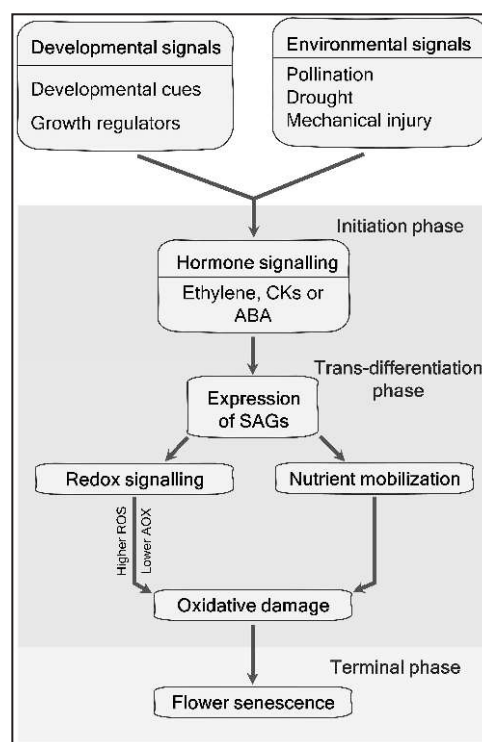 Developmental signals
Developmental cues
Growth regulators
Environmental signals
Pollination
Drought
Mechanical injury
Initiation phase
Hormone signalling
Ethylene, CKs or
ABA
Trans-differentiation
phase
Expression
of SAGs
Redox signalling
Nutrient mobilization
Higher ROS
Lower AOX
Oxidative damage
Terminal phase
Flower senescence